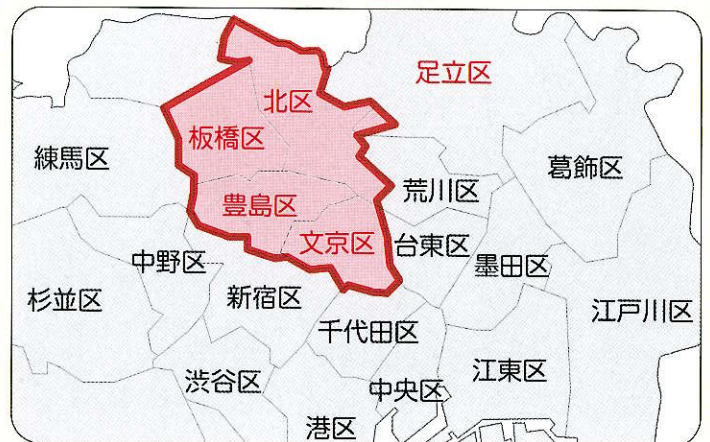 足立区
北区
板橋区
練馬区
葛飾区
荒川区
豊島区
文京区
台東区
中野区
墨田区
杉並区
新宿区
江戸川区
千代田区
渋谷区
中央区
江東区
港区